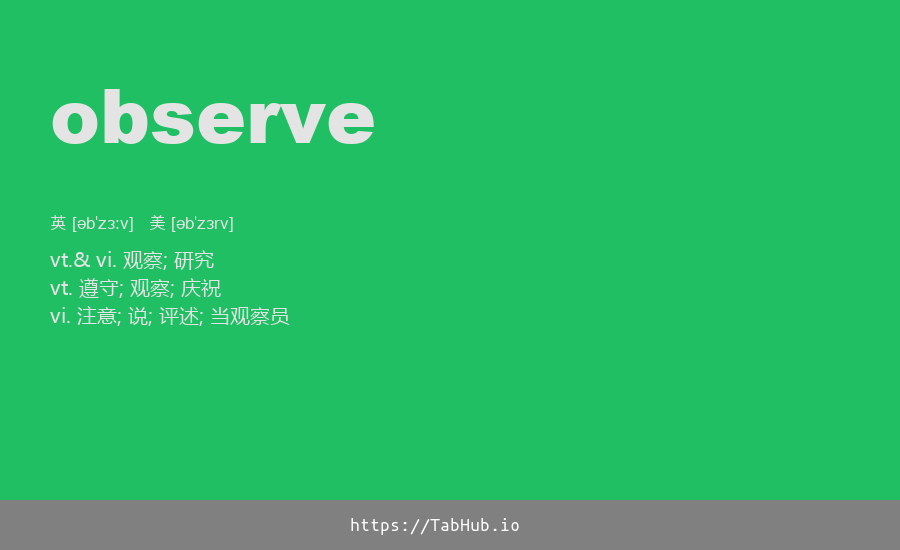 observe
英 [əbˈzɜːv] 美 [əbˈzɜrv]
vt.& vi. 观察; 研究
vt. 遵守; 观察; 庆祝
vi. 注意; 说; 评述; 当观察员
https://TabHub.io